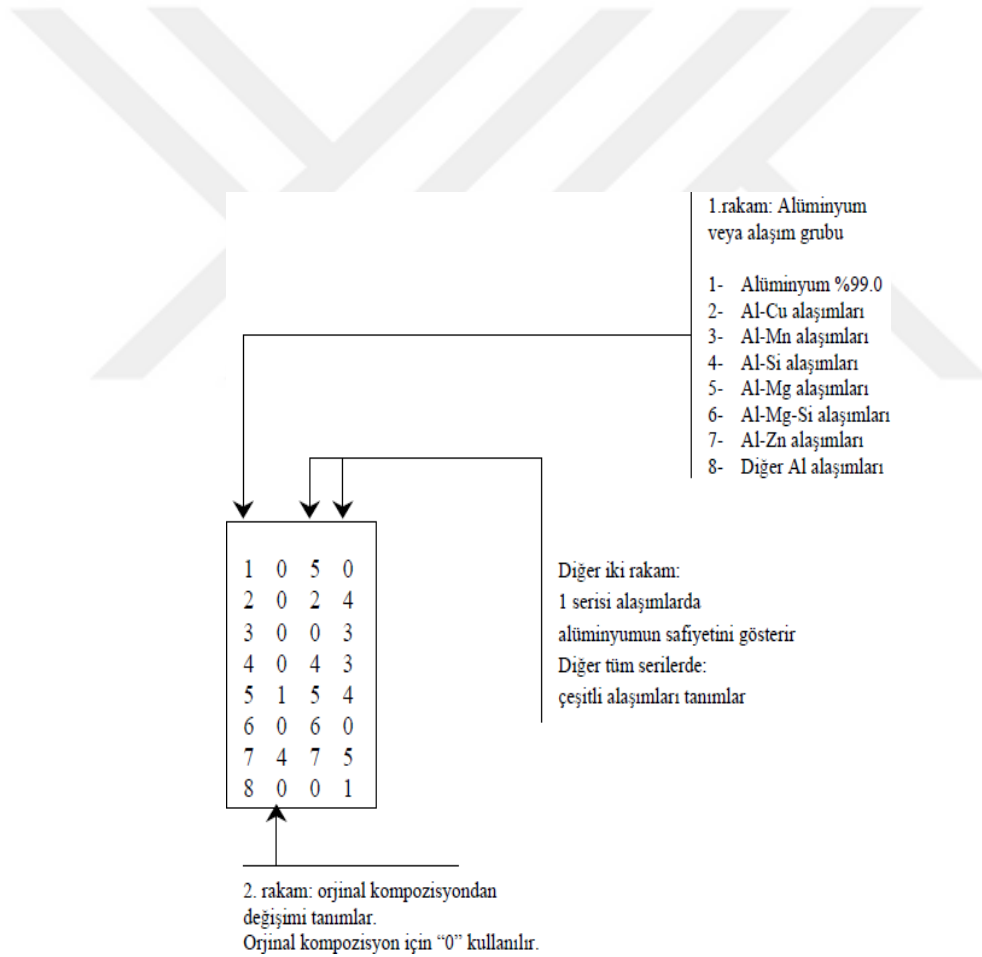 1.rakam: Alüminyum
veya alaşım grubu
1- Alüminyum %99.0
2- Al-Cu alaşımları
3- Al-Mn alaşımları
4- Al-Si alaşımları
5- Al-Mg alaşımları
6- Al-Mg-Si alaşımları
7- Al-Zn alaşımları
8- Diğer Al alaşımları
1 0 5 0
2 0 2 4
3 0 0 3
4 0 4 3
5 1 5 4
6 0 6 0
7 4 7 5
8 0 0 1
Diğer iki rakam:
1 serisi alaşımlarda
alüminyumun safiyetini gösterir
Diğer tüm serilerde:
çeşitli alaşımları tanımlar
2. rakam: orjinal kompozisyondan
değişimi tanımlar.
Orjinal kompozisyon için “0” kullanılır.